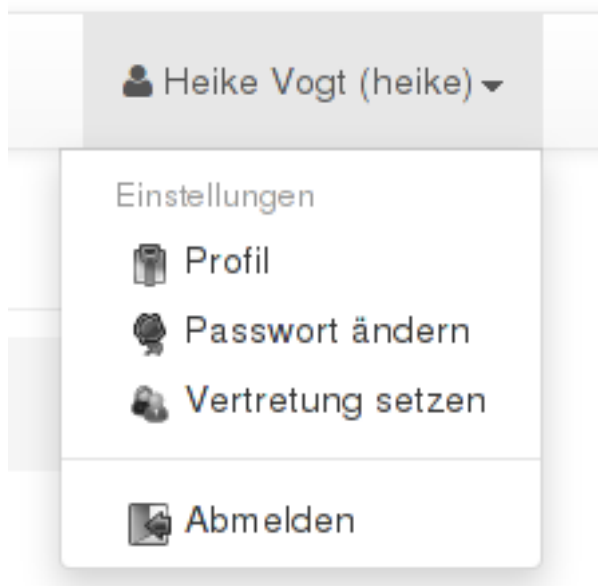 Heike Vogt (heike)
Einstellungen
Profil
Passwort ändern
Vertretung setzen
Abmelden